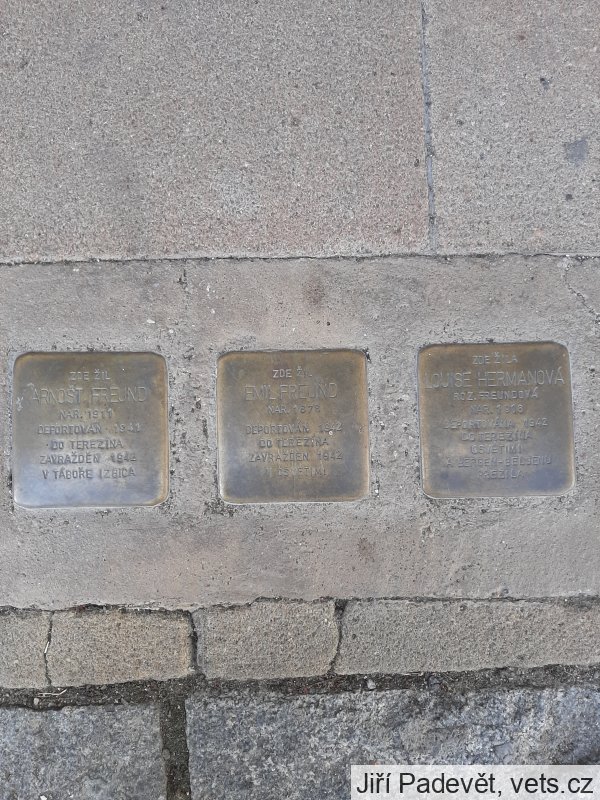 ZDE ŽIL
ARNOŠT FREUND
NAR. 1911
DEPORTOVÁN 1941
DO TEREZÍNA
ZAVRAŽDĚN 1942
V TÁBOŘE IZBICA
ZDE ŽIL
EMIL FREUND
NAR. 1878
DEPORTOVÁN 1942
DO TEREZÍNA
ZAVRAŽDĚN 1942
ZDE ŽILA
LOUISE HERMANOVÁ
ROZ. FREUNDOVÁ
NAR. 1913
DEPORTOVÁNA 1942
DO TEREZÍNA
OSVĚTIMI
A BERGEN-BELSENU
PŘEŽILA
Jiří Padevět, vets.cz